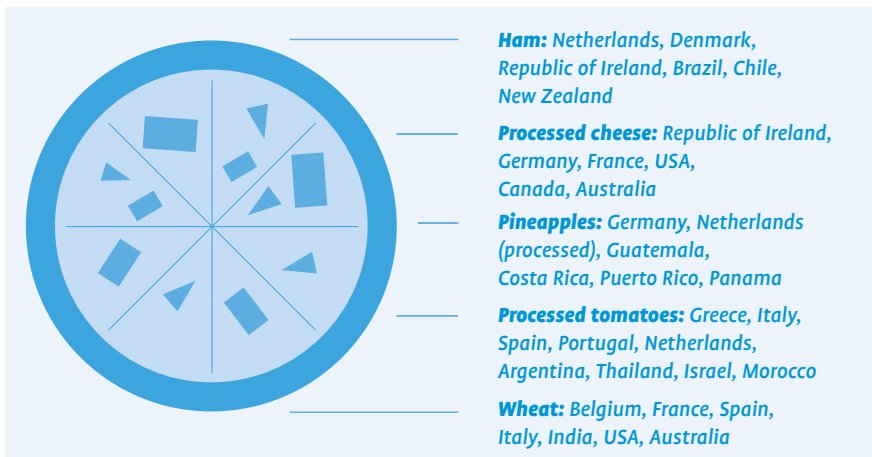 Ham: Netherlands, Denmark,
Republic of Ireland, Brazil, Chile,
New Zealand
Processed cheese: Republic of Ireland,
Germany, France, USA,
Canada, Australia
Pineapples: Germany, Netherlands
(processed), Guatemala,
Costa Rica, Puerto Rico, Panama
Processed tomatoes: Greece, Italy,
Spain, Portugal, Netherlands,
Argentina, Thailand, Israel, Morocco
Wheat: Belgium, France, Spain,
Italy, India, USA, Australia